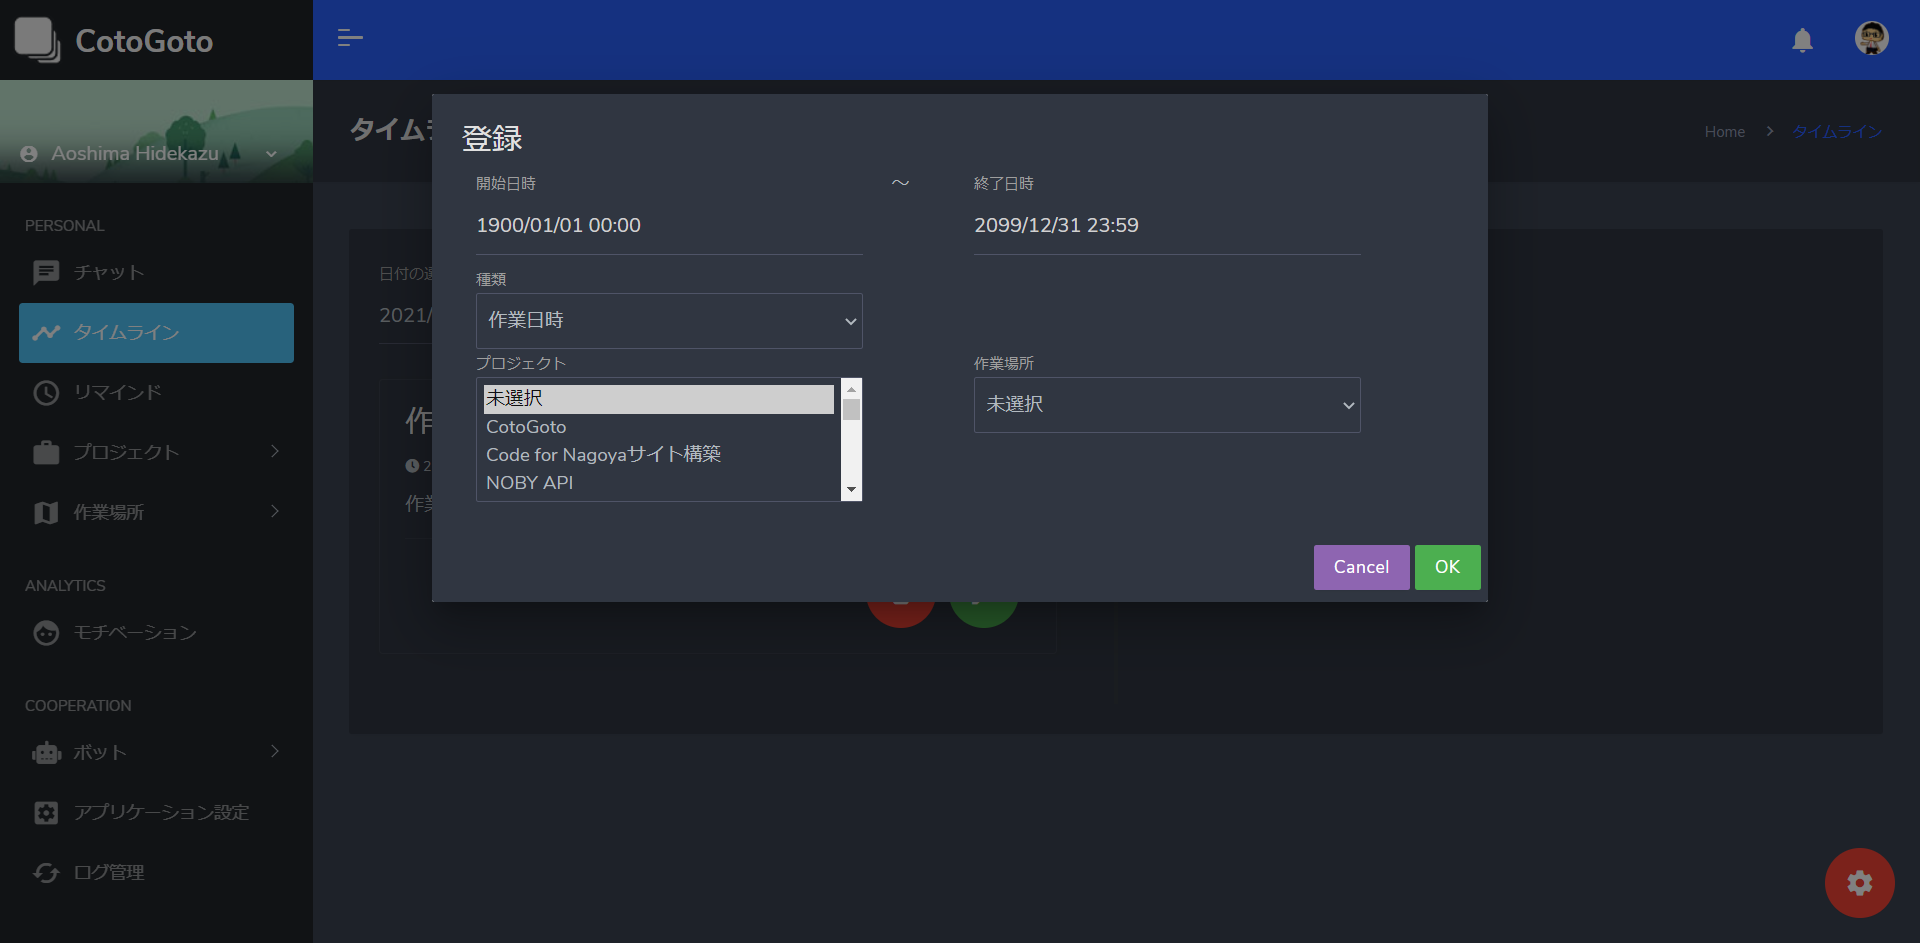 CotoGoto
Aoshima Hidekazu
PERSONAL
チャット
タイムライン
リマインド
プロジェクト
作業場所
ANALYTICS
モチベーション
COOPERATION
ボット
アプリケーション設定
ログ管理
タイムラ
Home
タイムライン
日付の選
2021/
作
2
作業
登録
開始日時
～
終了日時
1900/01/01 00:00
2099/12/31 23:59
種類
作業日時
プロジェクト
作業場所
未選択
未選択
CotoGoto
Code for Nagoyaサイト構築
NOBY API
Cancel
OK